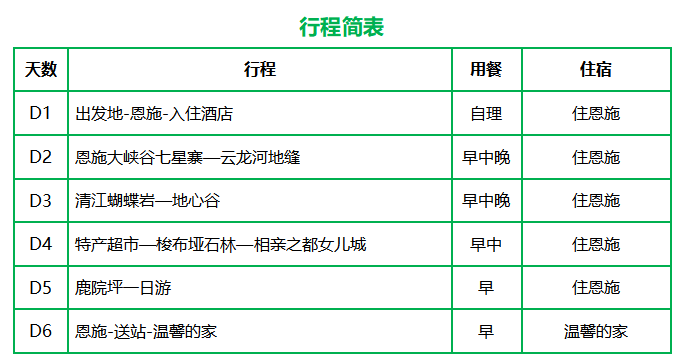 行程简表
天数 行程 用餐 住宿
D1 出发地-恩施-入住酒店 自理 住恩施
D2 恩施大峡谷七星寨—云龙河地缝 早中晚 住恩施
D3 清江蝴蝶岩—地心谷 早中晚 住恩施
D4 特产超市—梭布垭石林—相亲之都女儿城 早中 住恩施
D5 鹿院坪一日游 早 住恩施
D6 恩施-送站-温馨的家 早 温馨的家